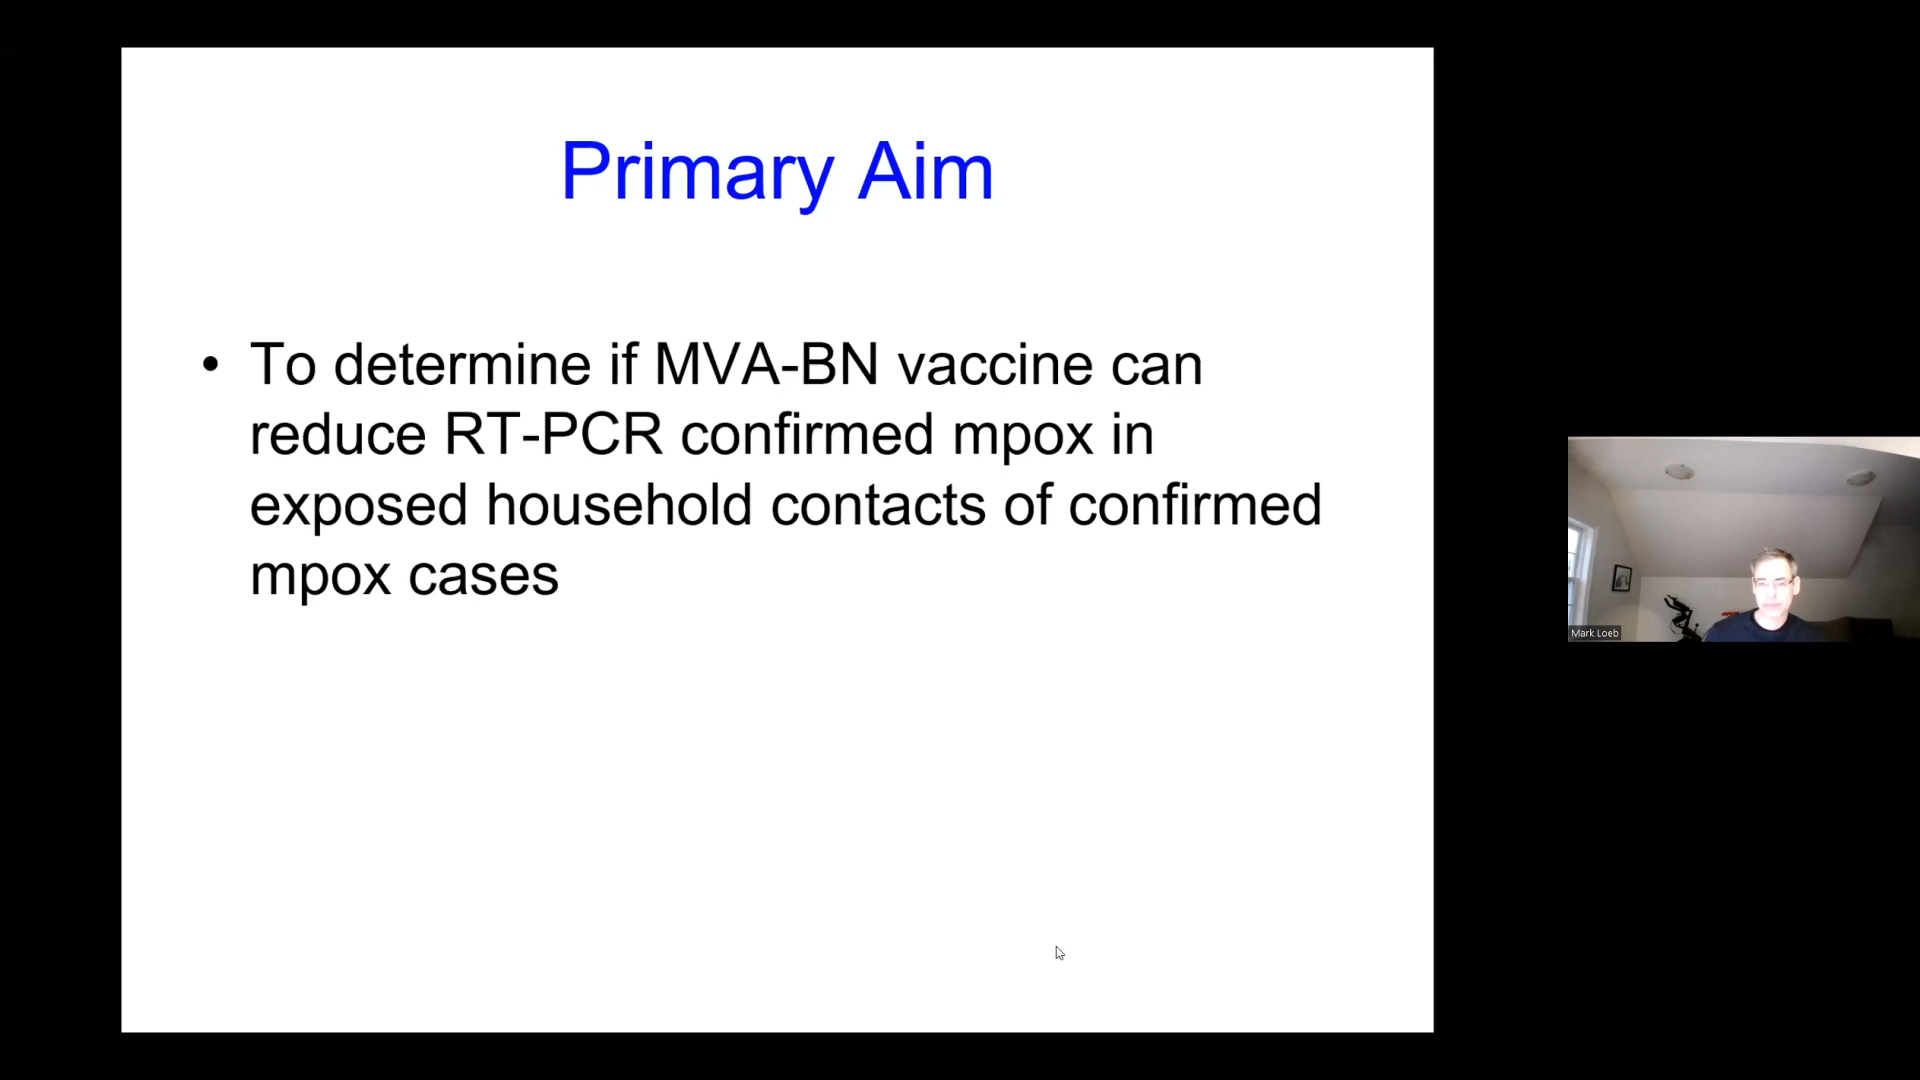 Primary Aim
• To determine if MVA-BN vaccine can
reduce RT-PCR confirmed mpox in
exposed household contacts of confirmed
mpox cases
Mark Loeb